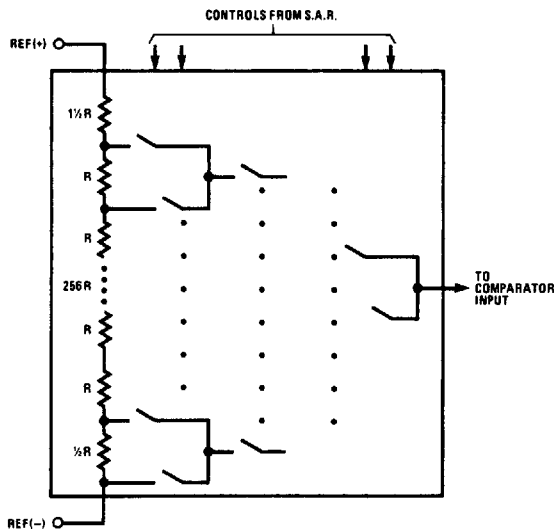 CONTROLS FROM S.A.R.
REF(+)
1½R
R
R
256R
R
R
½R
REF(−)
TO
COMPARATOR
INPUT